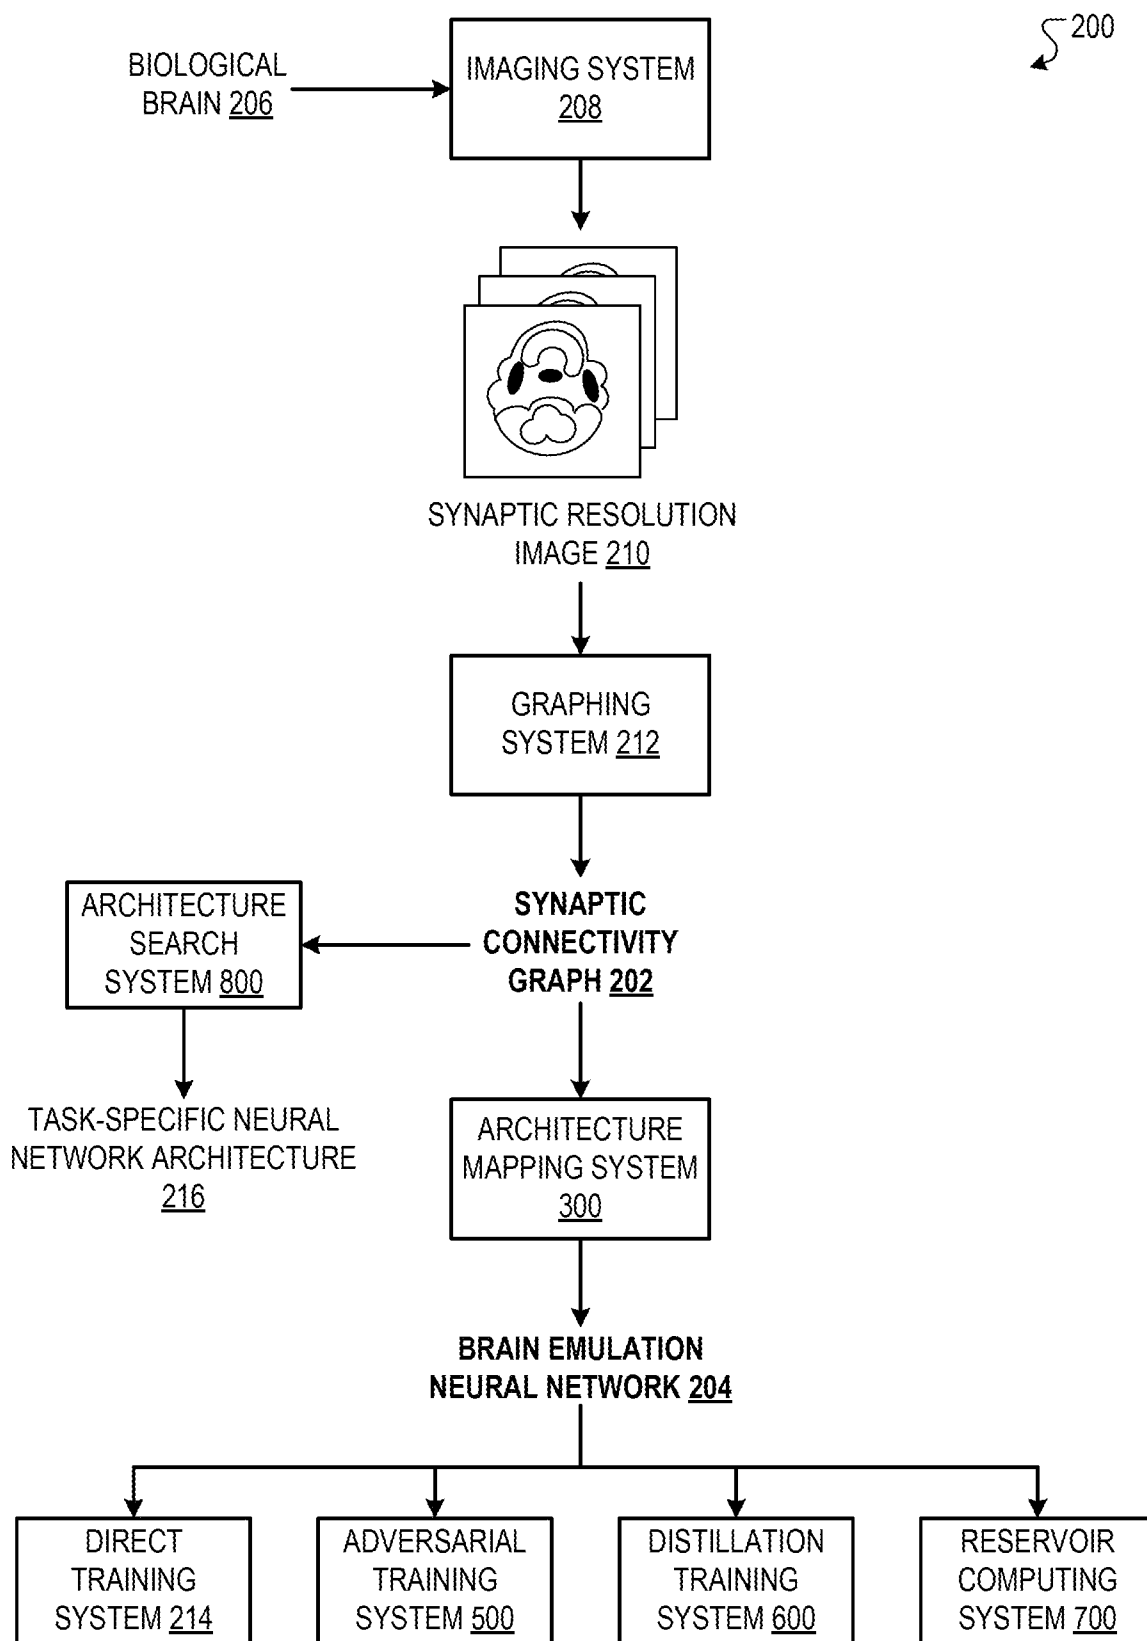 200
BIOLOGICAL
BRAIN 206
IMAGING SYSTEM
208
SYNAPTIC RESOLUTION
IMAGE 210
GRAPHING
SYSTEM 212
ARCHITECTURE
SEARCH
SYSTEM 800
SYNAPTIC
CONNECTIVITY
GRAPH 202
TASK-SPECIFIC NEURAL
NETWORK ARCHITECTURE
216
ARCHITECTURE
MAPPING SYSTEM
300
BRAIN EMULATION
NEURAL NETWORK 204
DIRECT
TRAINING
SYSTEM 214
ADVERSARIAL
TRAINING
SYSTEM 500
DISTILLATION
TRAINING
SYSTEM 600
RESERVOIR
COMPUTING
SYSTEM 700